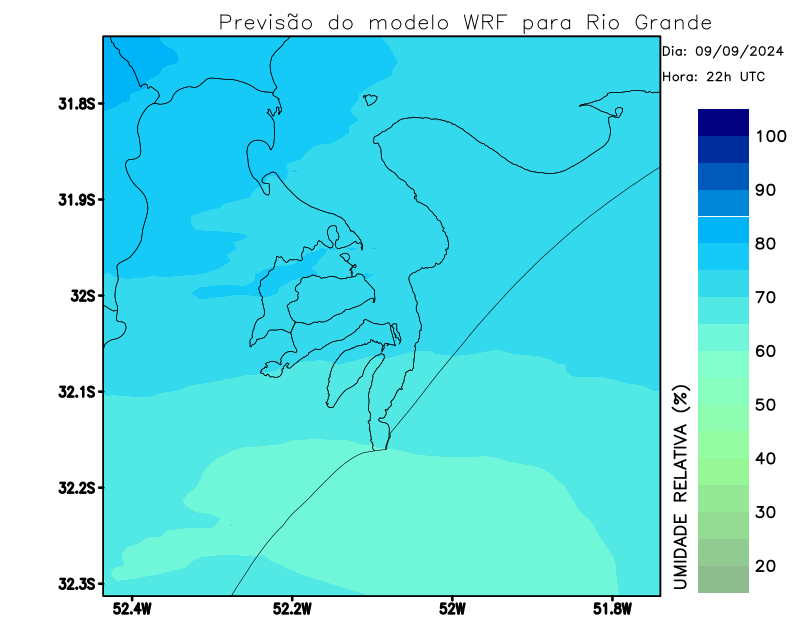 Previsão do modelo WRF para Rio Grande
Dia: 09/09/2024
Hora: 22h UTC
31.8S
31.9S
32S
32.1S
32.2S
32.3S
52.4W
52.2W
52W
51.8W
100
90
80
70
60
50
40
30
20
UMIDADE RELATIVA (%)